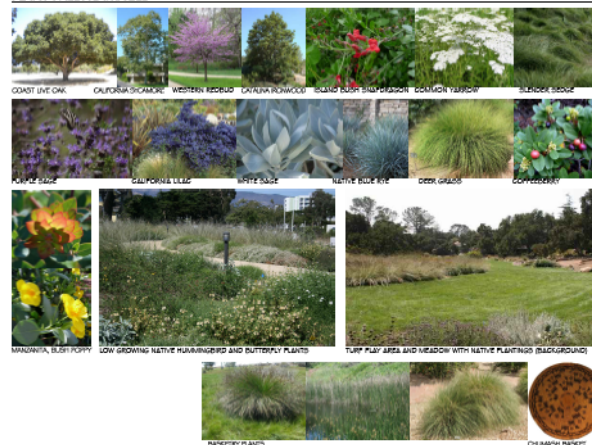 COAST LIVE OAK CALIFORNIA SYCAMORE WESTERN REDBUD CATALINA IRONWOOD ISLAND BUSH SNAPDRAGON COMMON YARROW SLENDER SEDGE
PURPLE SAGE CALIFORNIA LILAC WHITE SAGE NATIVE BLUE RYE DEER GRASS COFFEEBERRY
MANZANITA, BUSH POPPY LOW GROWING NATIVE HUMMINGBIRD AND BUTTERFLY PLANTS TURF PLAY AREA AND MEADOW WITH NATIVE PLANTINGS (BACKGROUND)
BASKETRY PLANTS CHUMASH BASKET